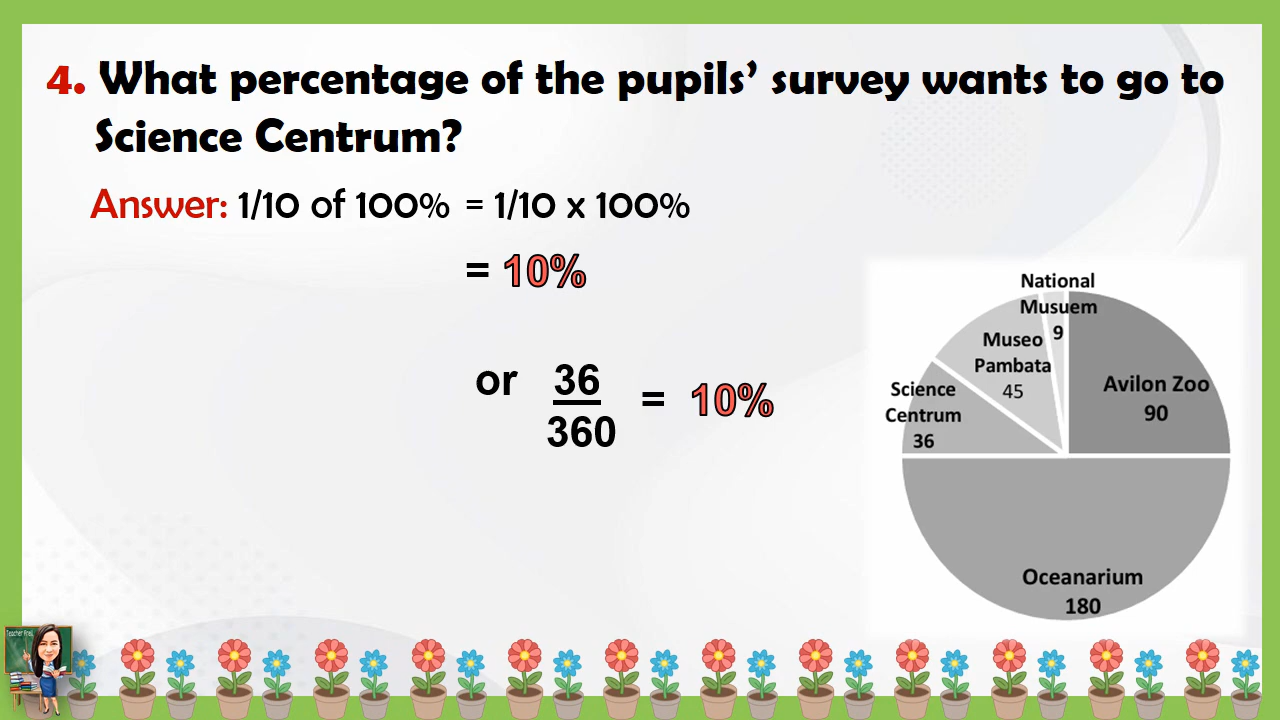 4. What percentage of the pupils’ survey wants to go to
Science Centrum?
Answer: 1/10 of 100% = 1/10 x 100%
= 10%
or 36
360
= 10%
National
Musuem
9
Museo
Pambata
45
Science
Centrum
36
Avilon Zoo
90
Oceanarium
180